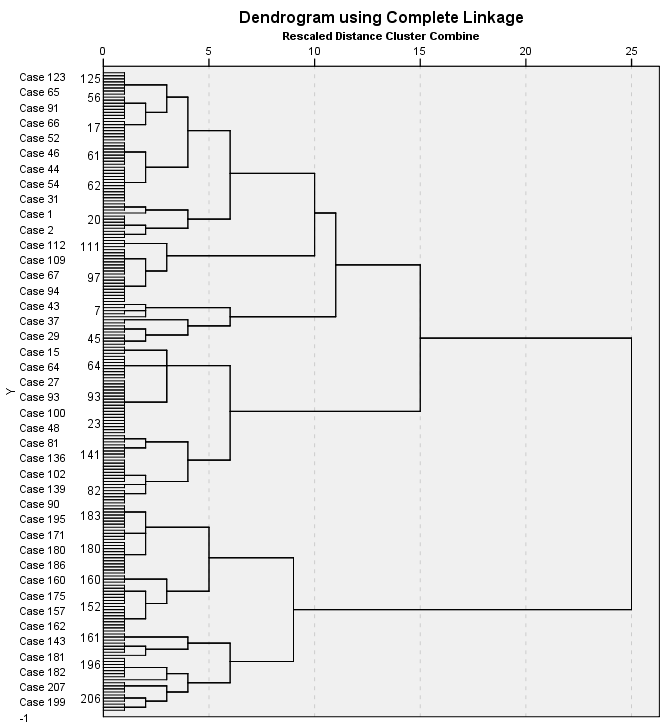 Dendrogram using Complete Linkage
Rescaled Distance Cluster Combine
0 5 10 15 20 25
Case 123 125
Case 65 56
Case 91
Case 66 17
Case 52
Case 46 61
Case 44
Case 54 62
Case 31
Case 1 20
Case 2
Case 112 111
Case 109
Case 67 97
Case 94
Case 43 7
Case 37
Case 29 45
Case 15
Case 64 64
Case 27
Case 93 93
Case 100
Case 48 23
Case 81
Case 136 141
Case 102
Case 139 82
Case 90
Case 195 183
Case 171
Case 180 180
Case 186
Case 160 160
Case 175
Case 157 152
Case 162
Case 143 161
Case 181
Case 182 196
Case 207
Case 199 206
-1
Y